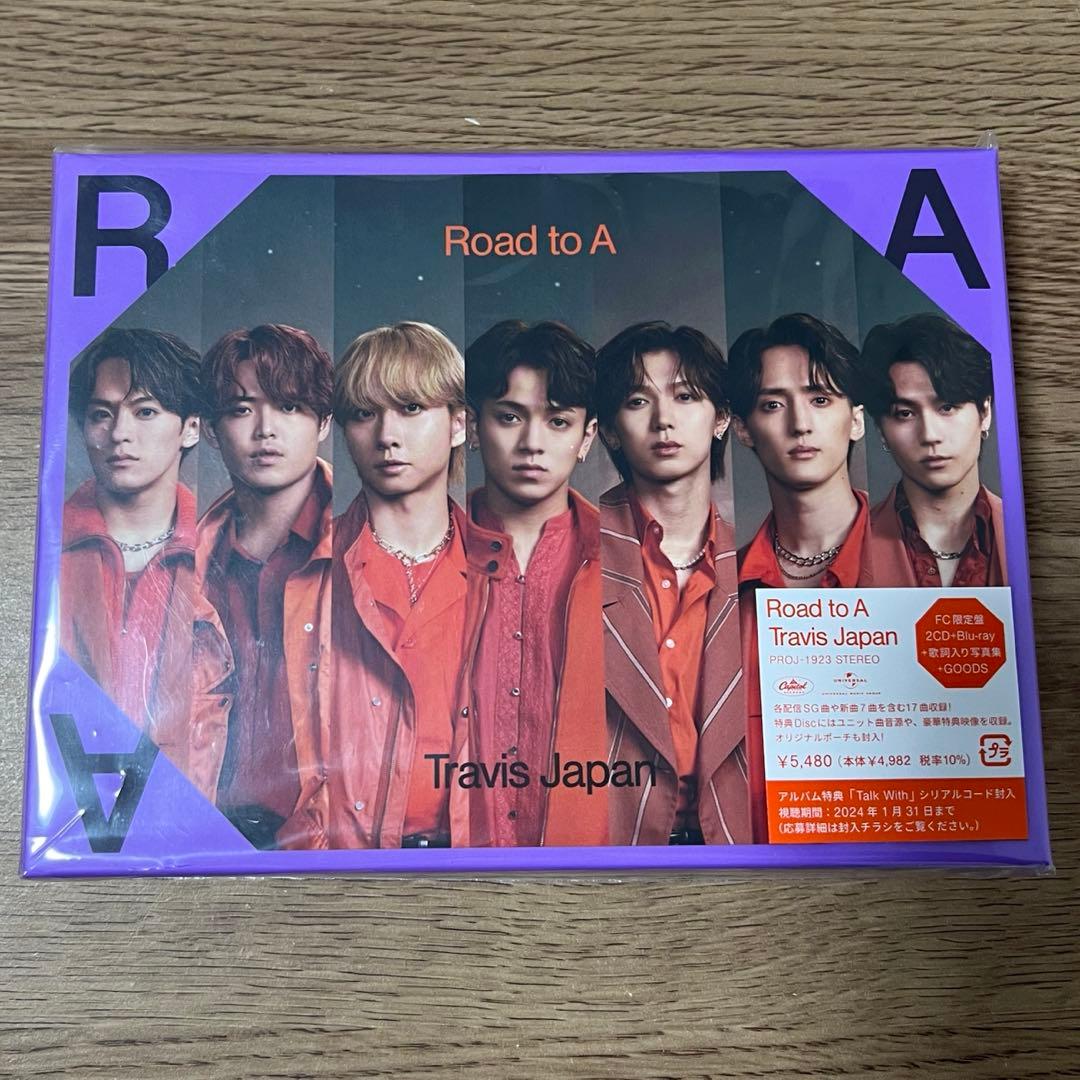 R
A
Road to A
Travis Japan
A
Road to A
Travis Japan
PROJ-1923 STEREO
FC限定盤
2CD+Blu-ray
+歌詞入り写真集
+GOODS
Capitol
UNIVERSAL
UNIVERSAL MUSIC GROUP
各配信SG曲や新曲7曲を含む17曲収録!
特典Discにはユニット曲音源や、豪華特典映像を収録。
オリジナルポーチも封入!
¥5,480(本体¥4,982 税率10%)
プラ
アルバム特典「Talk With」シリアルコード封入
視聴期間:2024年1月31日まで
(応募詳細は封入チラシをご覧ください。)